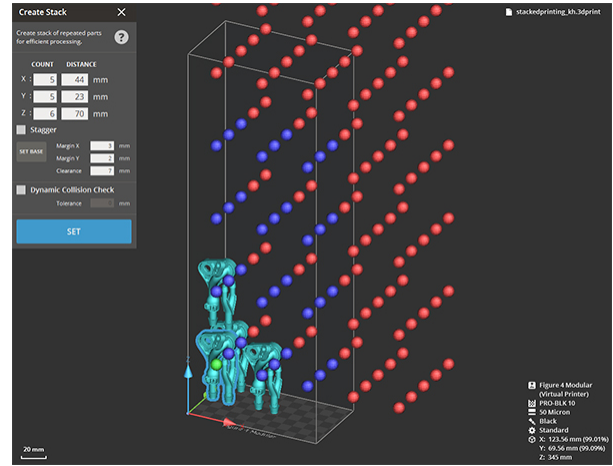 Create Stack
stackedprinting_kh.3dprint
Create stack of repeated parts
for efficient processing.
?
COUNT DISTANCE
X : 5 44 mm
Y : 5 23 mm
Z : 6 70 mm
Stagger
SET BASE
Margin X 3 mm
Margin Y 2 mm
Clearance 7 mm
Dynamic Collision Check
Tolerance mm
SET
Figure 4 Modular
Figure 4 Modular
(Virtual Printer)
PRO-BLK 10
50 Micron
Black
Standard
X: 123.56 mm (99.01%)
Y: 69.56 mm (99.09%)
Z: 345 mm
20 mm